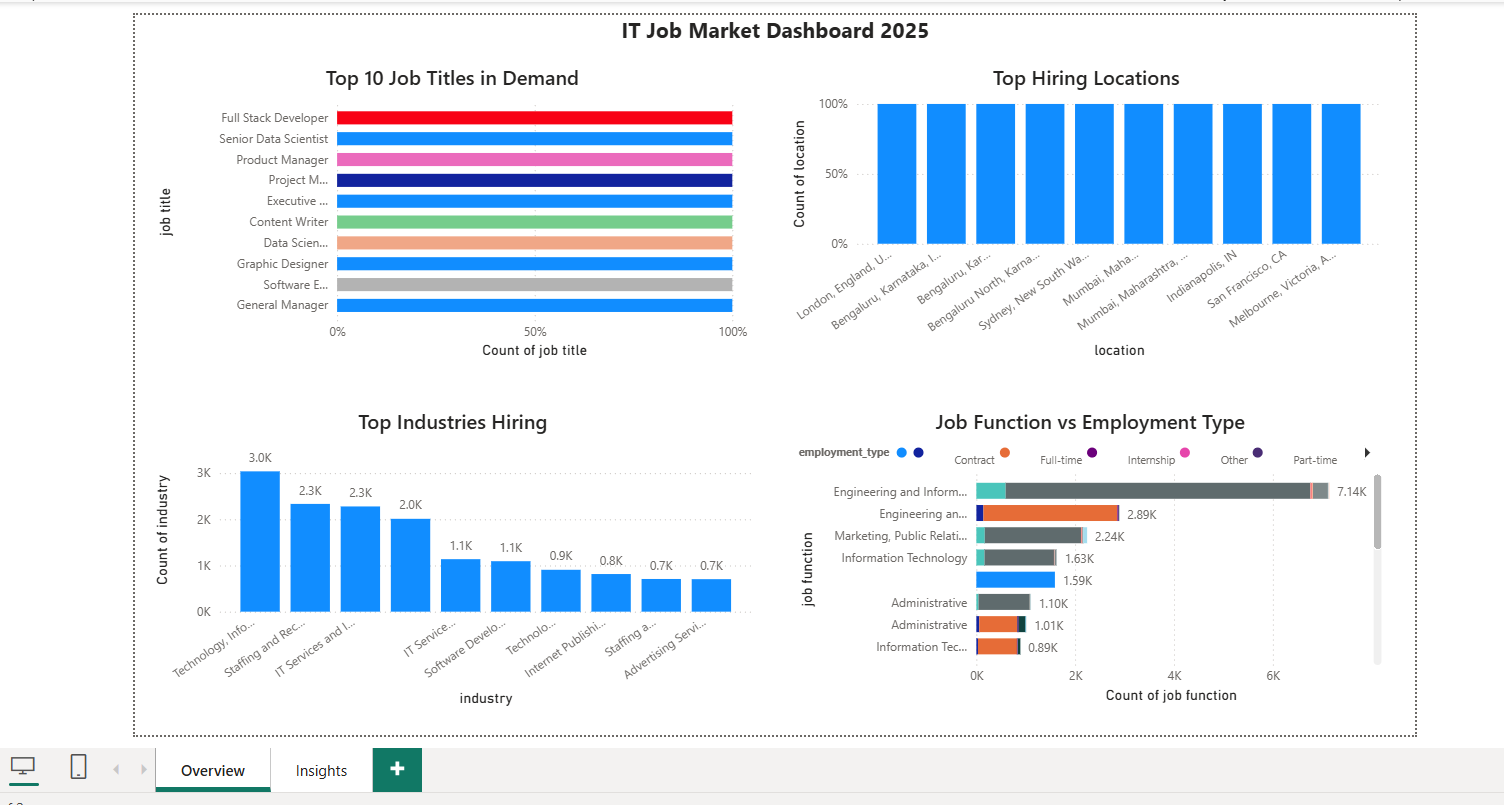 IT Job Market Dashboard 2025
Top 10 Job Titles in Demand
job title
Full Stack Developer
Senior Data Scientist
Product Manager
Project M...
Executive ...
Content Writer
Data Scien...
Graphic Designer
Software E...
General Manager
0% 50% 100%
Count of job title
Top Hiring Locations
Count of location
100%
50%
0%
London, England, U...
Bengaluru, Karnataka, I...
Bengaluru, Kar...
Bengaluru North, Karna...
Sydney, New South Wa...
Mumbai, Maha...
Mumbai, Maharashtra, ...
Indianapolis, IN
San Francisco, CA
Melbourne, Victoria, A...
location
Top Industries Hiring
Count of industry
3K
2K
1K
0K
3.0K
2.3K
2.3K
2.0K
1.1K
1.1K
0.9K
0.8K
0.7K
0.7K
Technology, Info...
Staffing and Rec...
IT Services and I...
IT Service...
Software Develo...
Technolo...
Internet Publishi...
Staffing a...
Advertising Servi...
industry
Job Function vs Employment Type
employment_type Contract Full-time Internship Other Part-time
job function
Engineering and Inform... 7.14K
Engineering an... 2.89K
Marketing, Public Relati... 2.24K
Information Technology 1.63K
1.59K
Administrative 1.10K
Administrative 1.01K
Information Tec... 0.89K
0K 2K 4K 6K
Count of job function
Overview Insights +